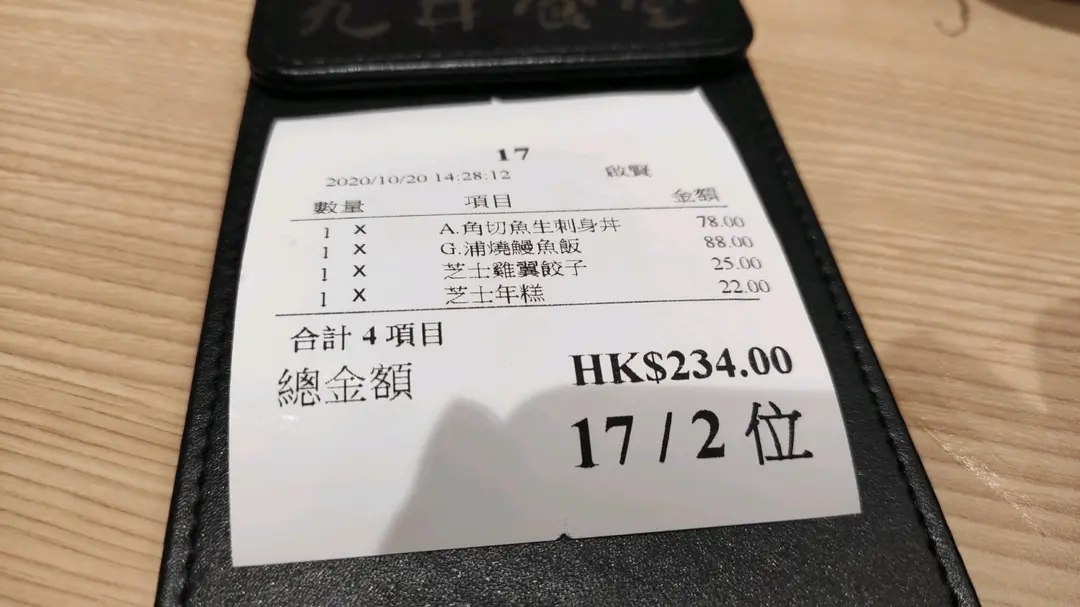 17
2020/10/20 14:28:12 啟賢
數量 項目 金額
1 X A.角切魚生刺身丼 78.00
1 X G.蒲燒鰻魚飯 88.00
1 X 芝士雞翼餃子 25.00
1 X 芝士年糕 22.00
合計 4 項目
總金額 HK$234.00
17 / 2 位